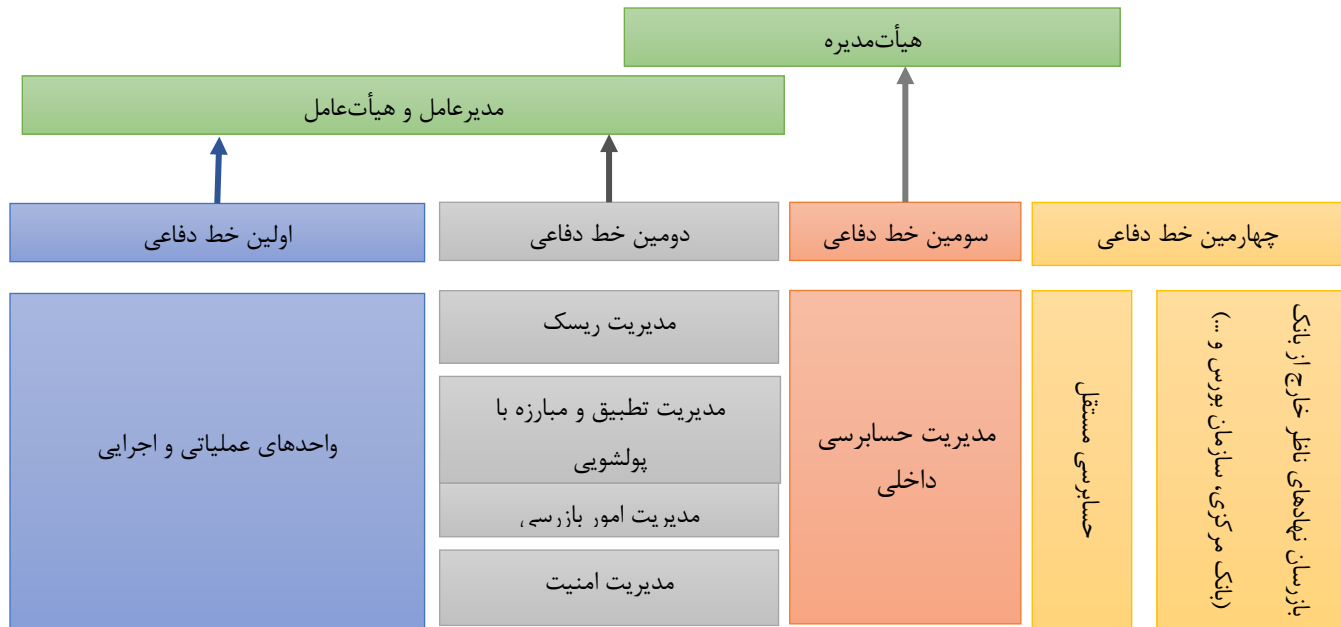 هیأت‌مدیره
مدیرعامل و هیأت‌عامل
اولین خط دفاعی
دومین خط دفاعی
سومین خط دفاعی
چهارمین خط دفاعی
واحدهای عملیاتی و اجرایی
مدیریت ریسک
مدیریت تطبیق و مبارزه با
پولشویی
مدیریت امور بازرسی
مدیریت امنیت
مدیریت حسابرسی
داخلی
حسابرسی مستقل
بازرسان نهادهای ناظر خارج از بانک
(بانک مرکزی، سازمان بورس و ...)